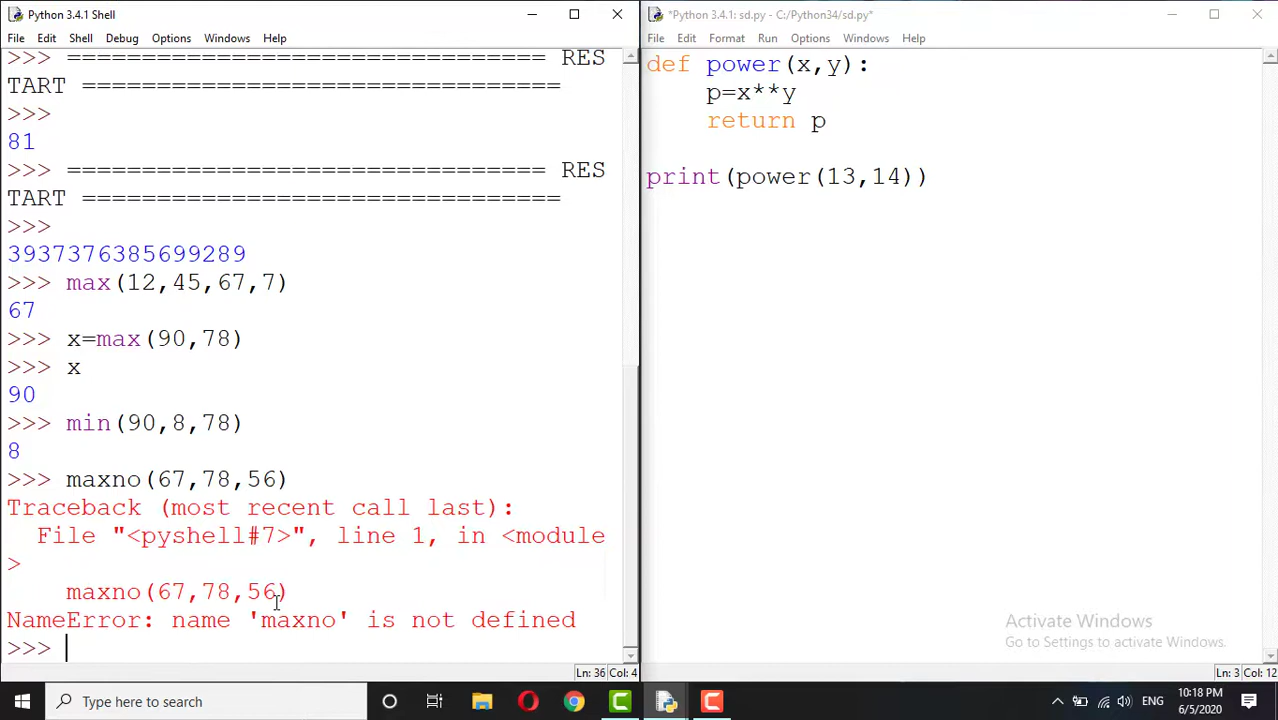 Python 3.4.1 Shell
File Edit Shell Debug Options Windows Help
>>> ================================ RES
TART ================================
>>>
81
>>> ================================ RES
TART ================================
>>>
3937376385699289
>>> max(12,45,67,7)
67
>>> x=max(90,78)
>>> x
90
>>> min(90,8,78)
8
>>> maxno(67,78,56)
Traceback (most recent call last):
  File "<pyshell#7>", line 1, in <module
>
    maxno(67,78,56)
NameError: name 'maxno' is not defined
>>>
Ln: 36 Col: 4
*Python 3.4.1: sd.py - C:/Python34/sd.py*
File Edit Format Run Options Windows Help
def power(x,y):
    p=x**y
    return p
print(power(13,14))
Activate Windows
Go to Settings to activate Windows.
Ln: 3 Col: 12
Type here to search
ENG
10:18 PM
6/5/2020